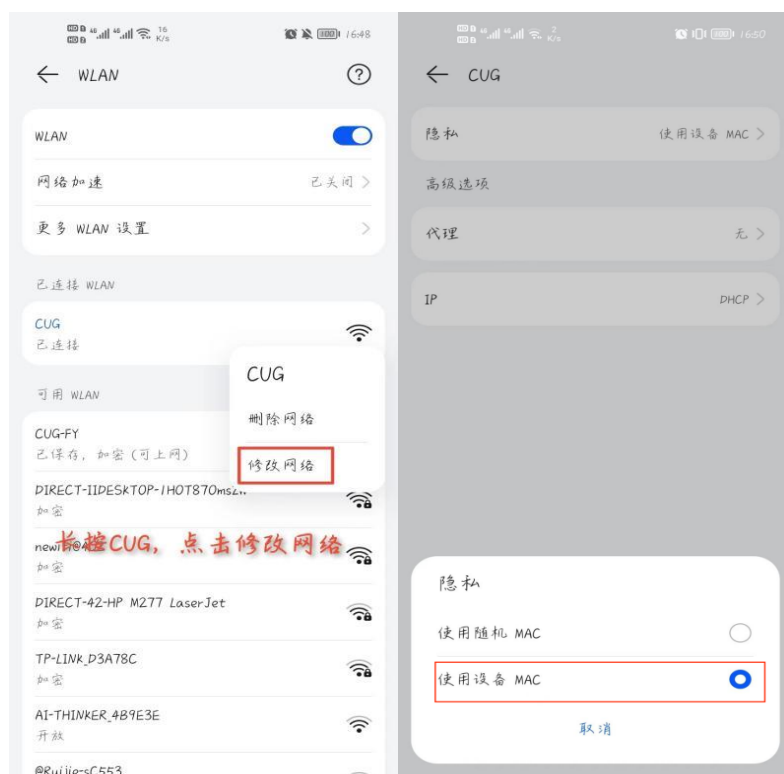 16
K/s
16:48
WLAN
WLAN
网络加速 已关闭
更多 WLAN 设置
已连接 WLAN
CUG
已连接
CUG
删除网络
修改网络
可用 WLAN
CUG-FY
已保存, 加密 (可上网)
DIRECT-IIDESKTOP-1HOT870ms
加密
长按CUG, 点击修改网络
加密
DIRECT-42-HP M277 LaserJet
加密
TP-LINK_D3A78C
加密
AI-THINKER_4B9E3E
开放
@Ruijie-sC553
2
K/s
16:50
CUG
隐私 使用设备 MAC
高级选项
代理 无
IP DHCP
隐私
使用随机 MAC
使用设备 MAC
取消